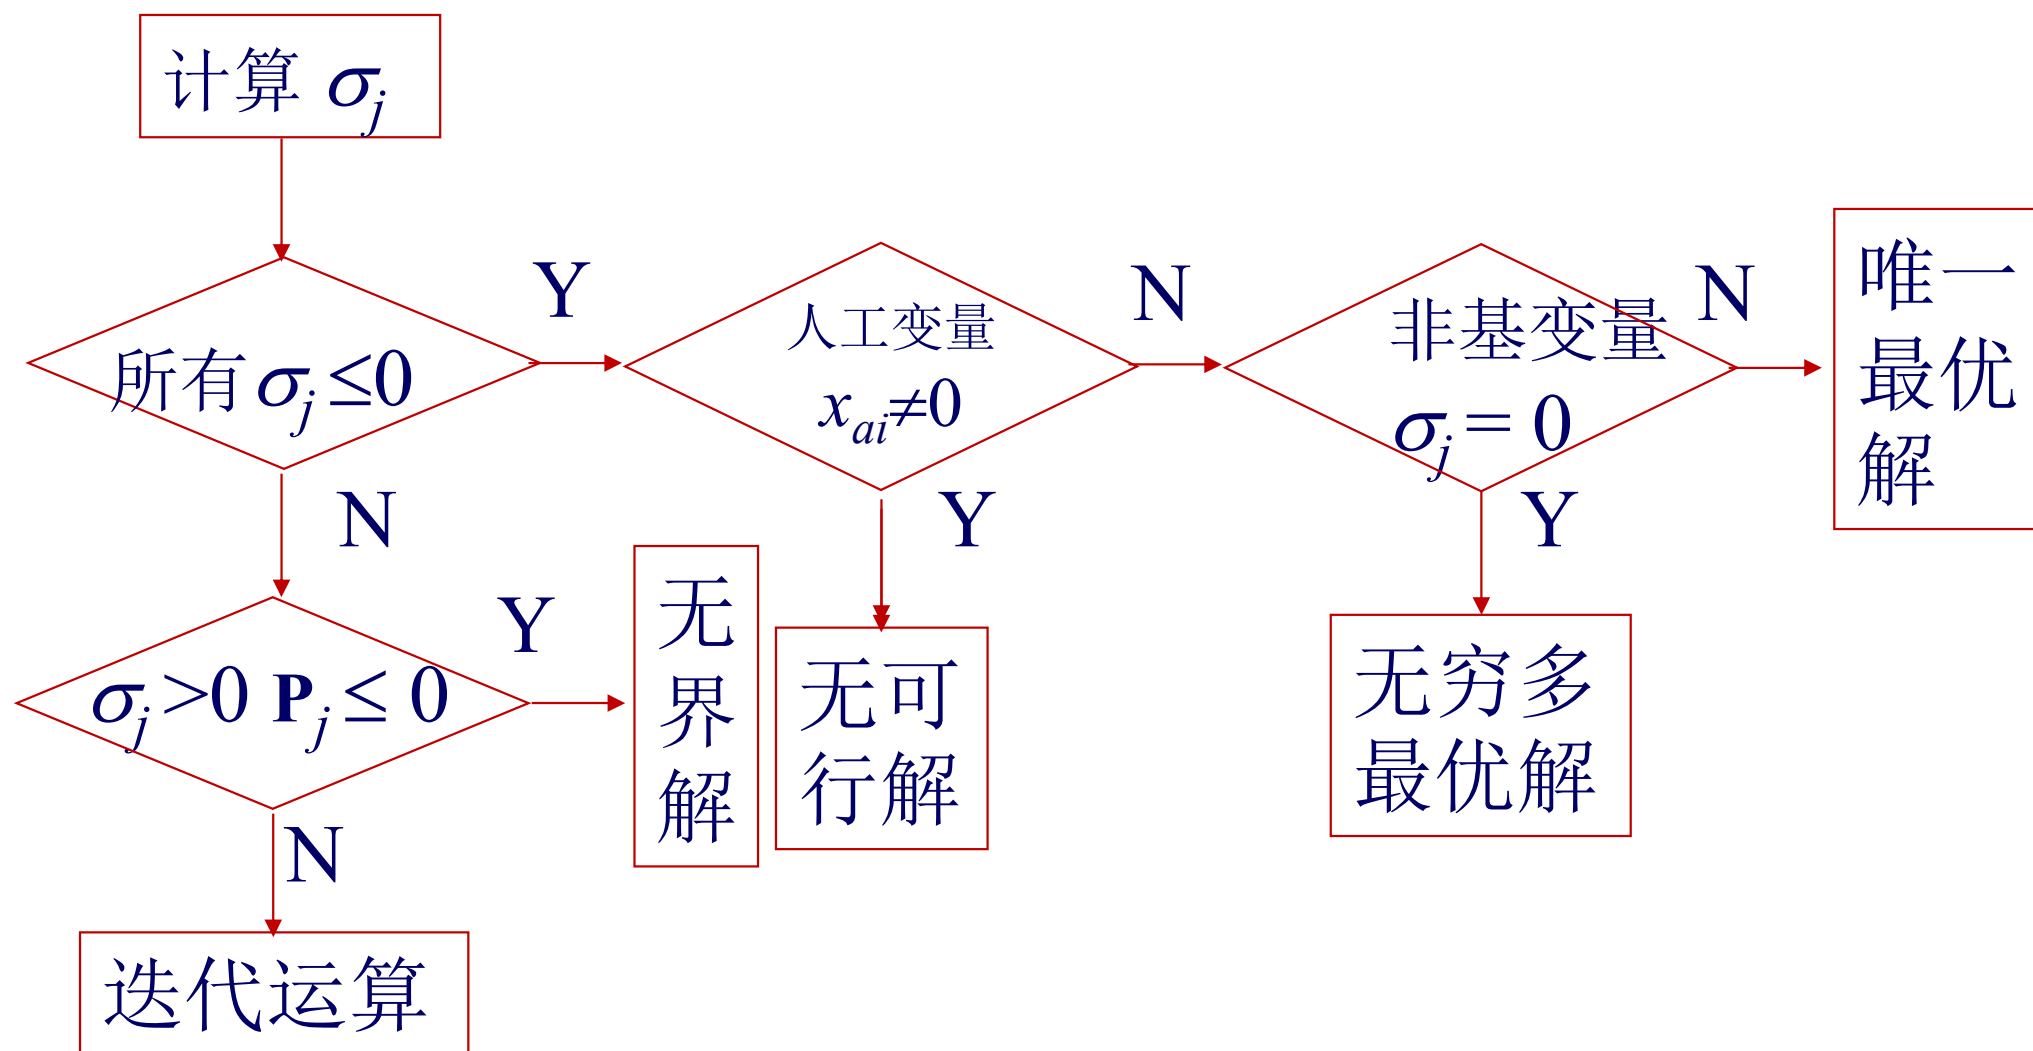 计算 σj
所有σj≤0
Y
人工变量
xai≠0
N
非基变量
σj = 0
N
唯一
最优
解
N
Y
Y
σj>0 Pj≤ 0
Y
无
界
解
无可
行解
无穷多
最优解
N
迭代运算